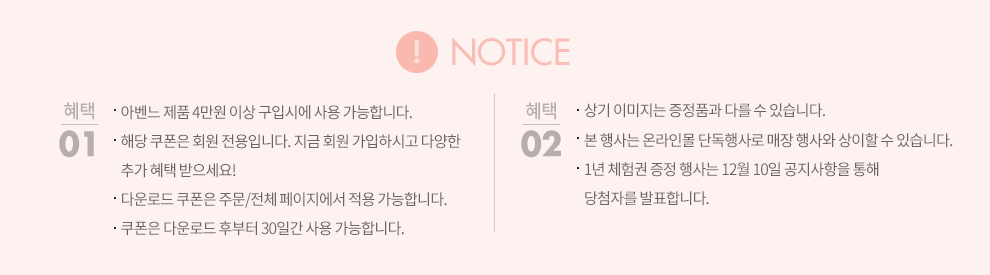 ! NOTICE
혜택
01
· 아벤느 제품 4만원 이상 구입시에 사용 가능합니다.
· 해당 쿠폰은 회원 전용입니다. 지금 회원 가입하시고 다양한
추가 혜택 받으세요!
· 다운로드 쿠폰은 주문/전체 페이지에서 적용 가능합니다.
· 쿠폰은 다운로드 후부터 30일간 사용 가능합니다.
혜택
02
· 상기 이미지는 증정품과 다를 수 있습니다.
· 본 행사는 온라인몰 단독행사로 매장 행사와 상이할 수 있습니다.
· 1년 체험권 증정 행사는 12월 10일 공지사항을 통해
당첨자를 발표합니다.